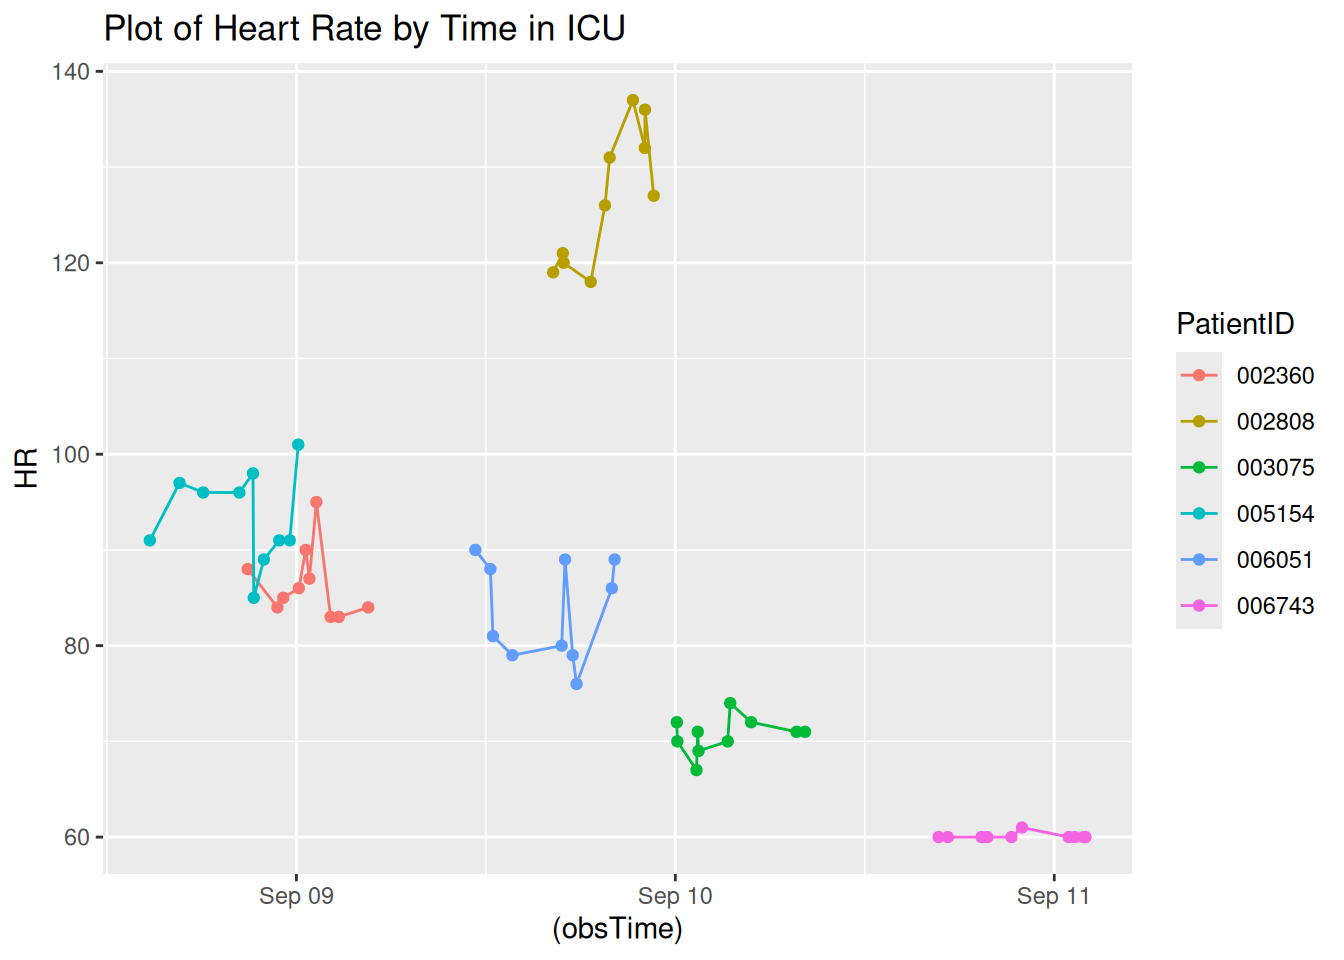 Plot of Heart Rate by Time in ICU
140
120
100
80
60
HR
Sep 09
Sep 10
Sep 11
(obsTime)
PatientID
002360
002808
003075
005154
006051
006743